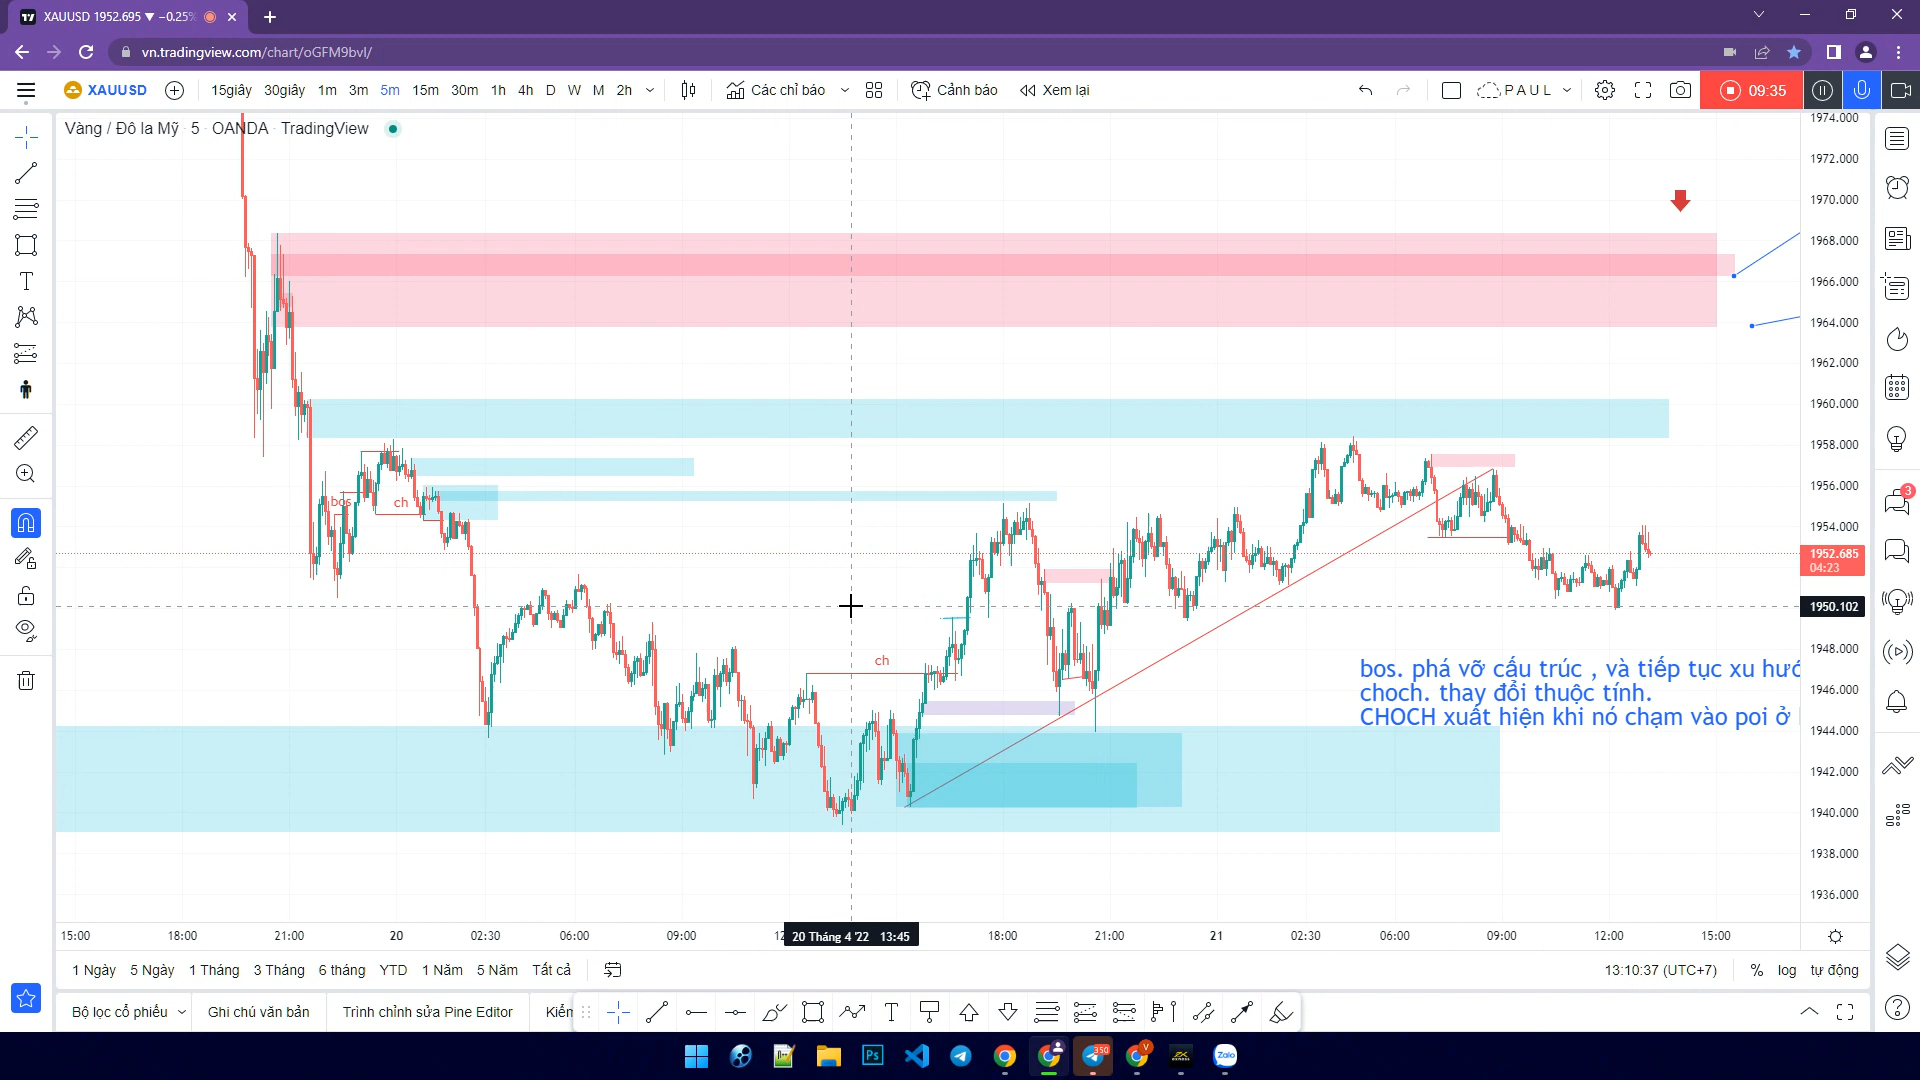 XAUUSD 1952.695 ▼ −0.25%
vn.tradingview.com/chart/oGFM9bvI/
XAUUSD 15giây 30giây 1m 3m 5m 15m 30m 1h 4h D W M 2h Các chỉ báo Cảnh báo Xem lại PAUL 09:35
Vàng / Đô la Mỹ · 5 · OANDA · TradingView
1974.000
1972.000
1970.000
1968.000
1966.000
1964.000
1962.000
1960.000
1958.000
1956.000
1954.000
1952.685
04:23
1950.102
1948.000
1946.000
1944.000
1942.000
1940.000
1938.000
1936.000
3
bos
ch
ch
bos. phá vỡ cấu trúc , và tiếp tục xu hướ
choch. thay đổi thuộc tính.
CHOCH xuất hiện khi nó chạm vào poi ở
15:00 18:00 21:00 20 02:30 06:00 09:00 20 Tháng 4 '22 13:45 18:00 21:00 21 02:30 06:00 09:00 12:00 15:00
1 Ngày 5 Ngày 1 Tháng 3 Tháng 6 tháng YTD 1 Năm 5 Năm Tất cả 13:10:37 (UTC+7) % log tự động
Bộ lọc cổ phiếu Ghi chú văn bản Trình chỉnh sửa Pine Editor Kiểm
Ps 350 V Zalo